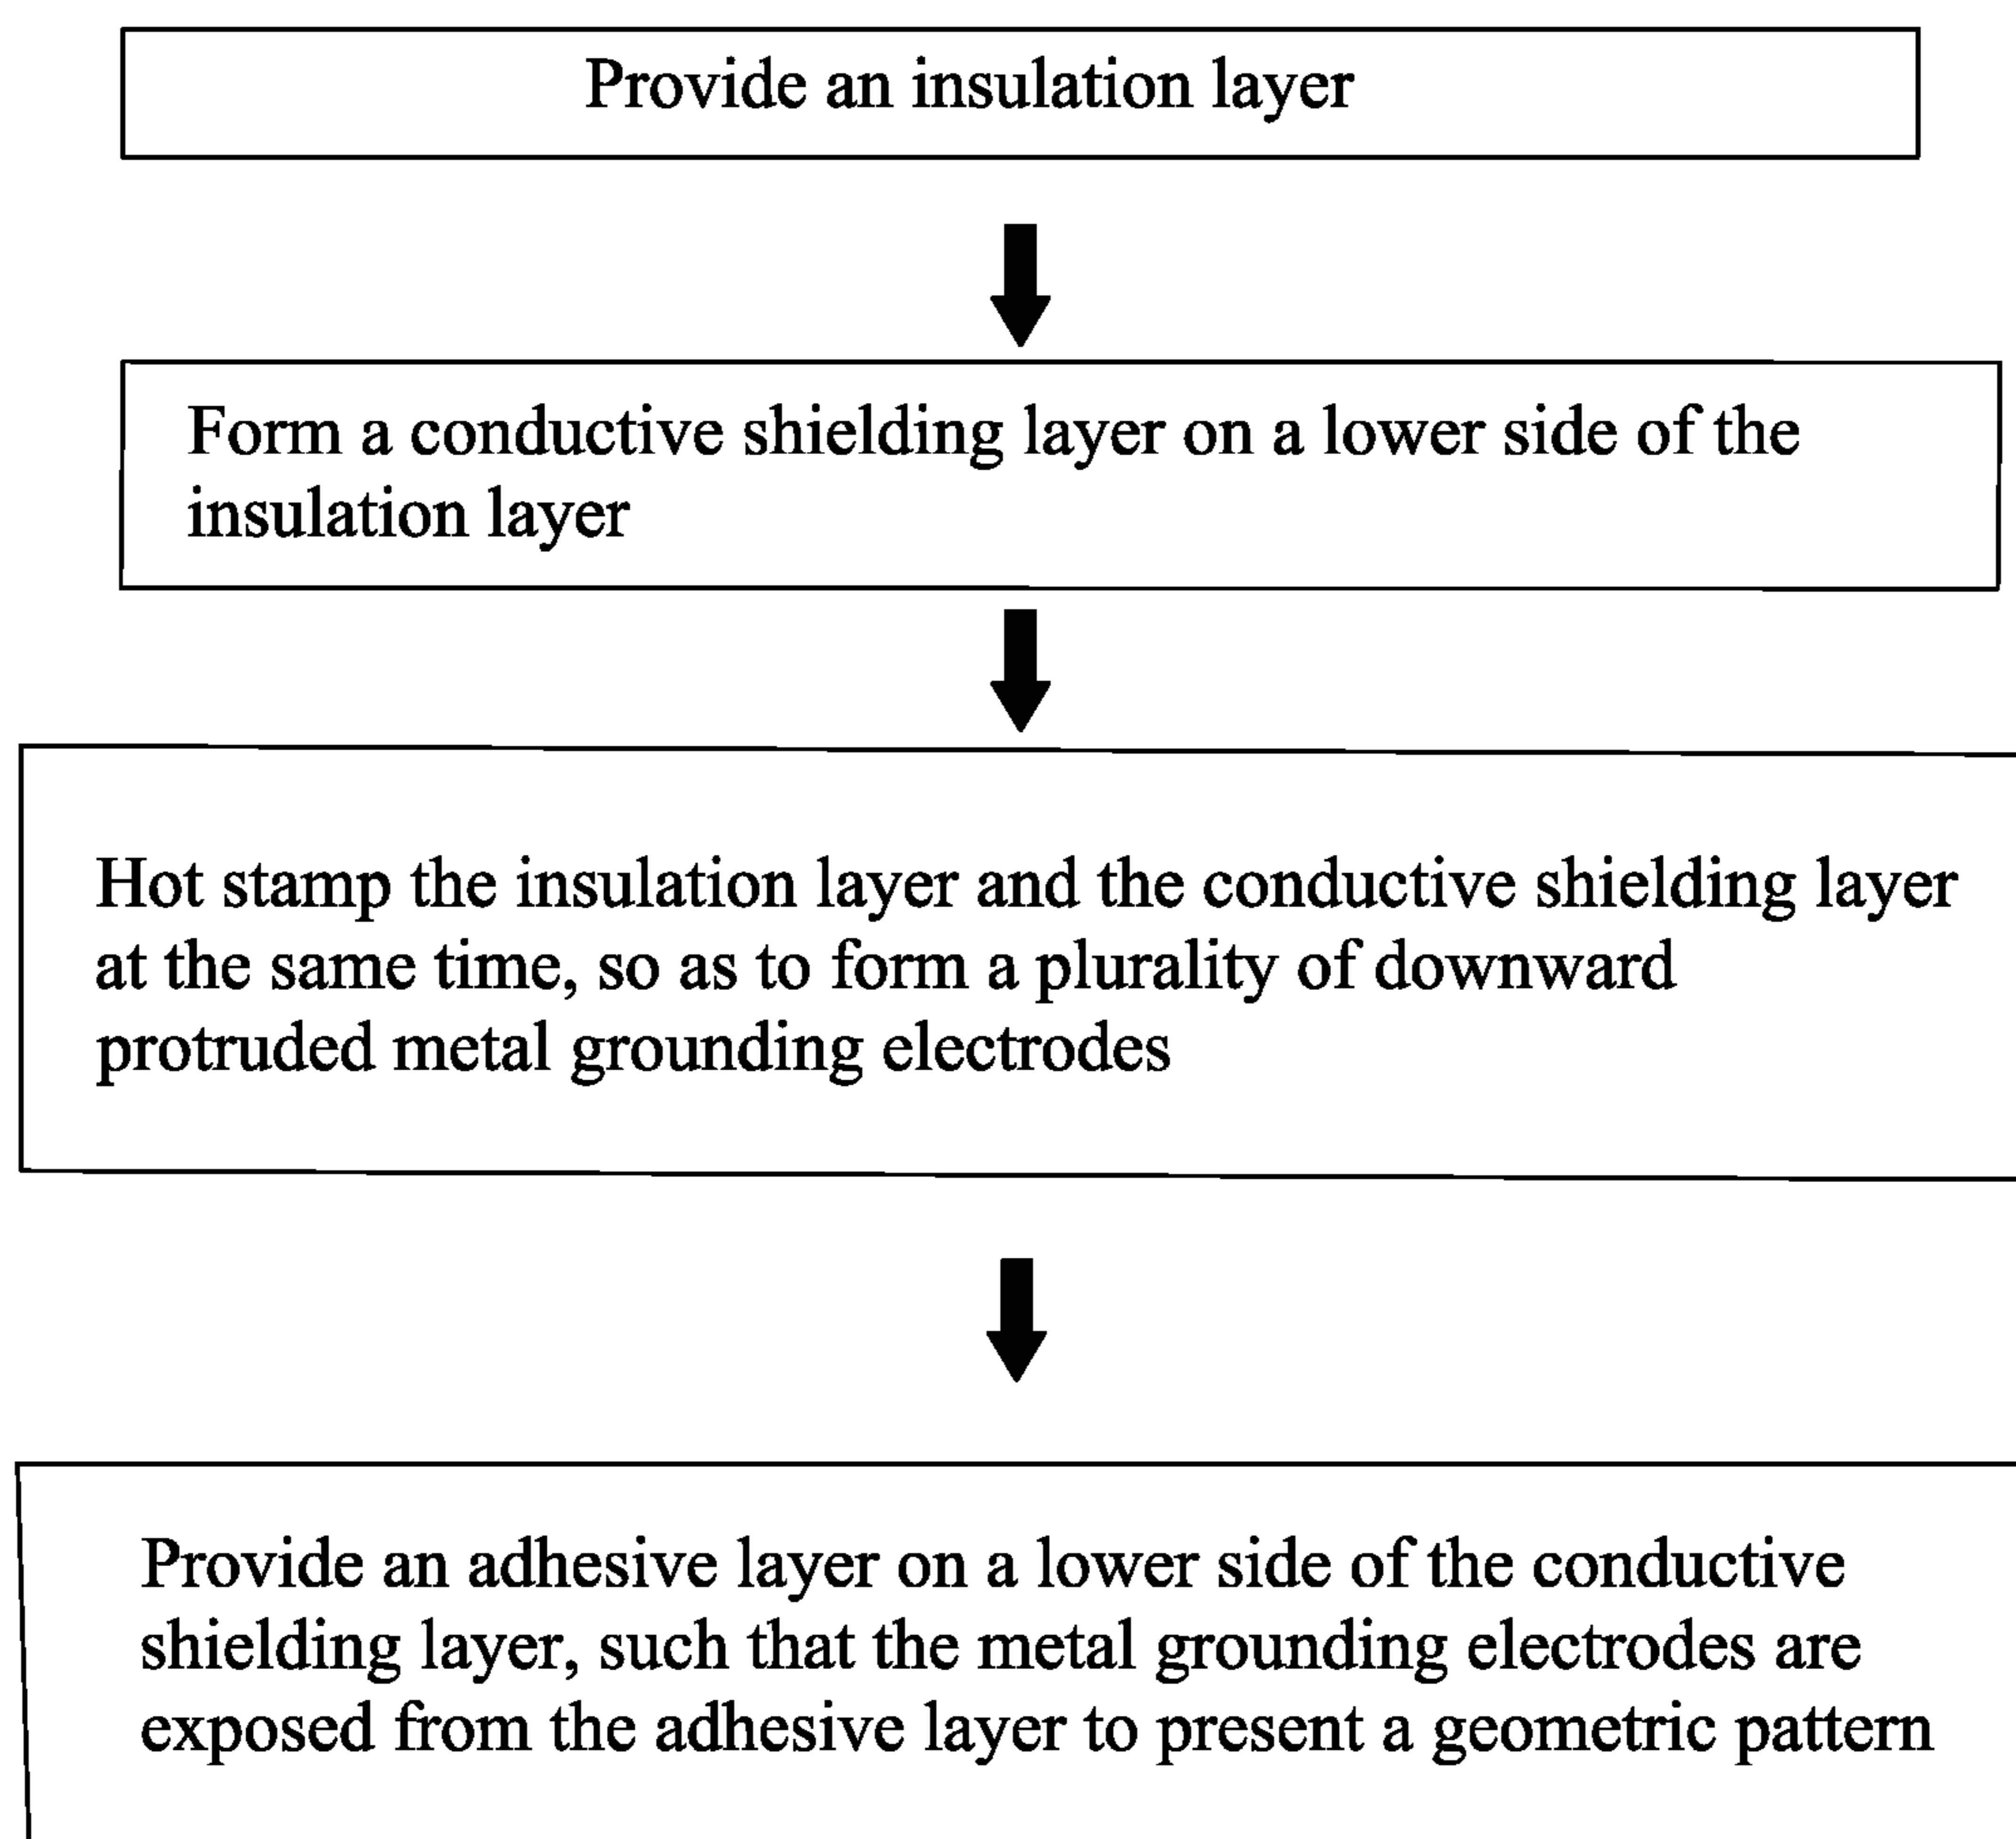 Provide an insulation layer
Form a conductive shielding layer on a lower side of the
insulation layer
Hot stamp the insulation layer and the conductive shielding layer
at the same time, so as to form a plurality of downward
protruded metal grounding electrodes
Provide an adhesive layer on a lower side of the conductive
shielding layer, such that the metal grounding electrodes are
exposed from the adhesive layer to present a geometric pattern